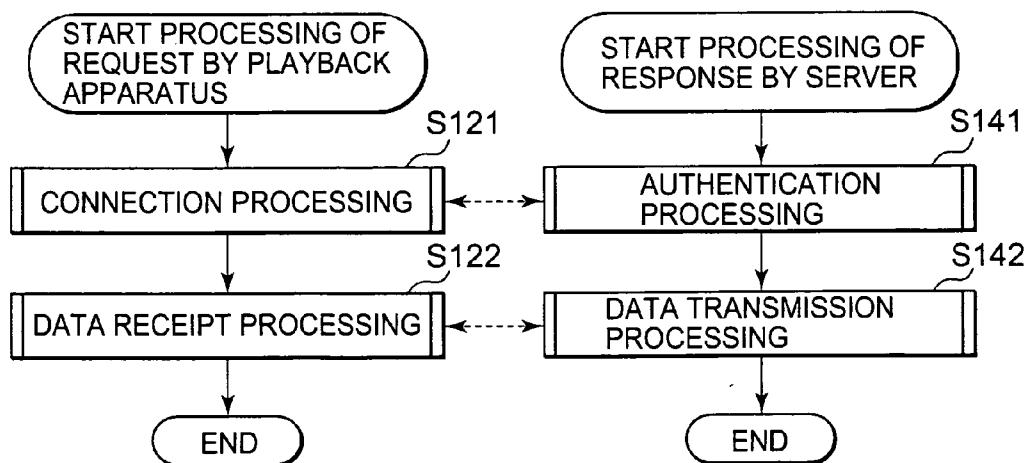 START PROCESSING OF
REQUEST BY PLAYBACK
APPARATUS
S121
CONNECTION PROCESSING
S122
DATA RECEIPT PROCESSING
END
START PROCESSING OF
RESPONSE BY SERVER
S141
AUTHENTICATION
PROCESSING
S142
DATA TRANSMISSION
PROCESSING
END